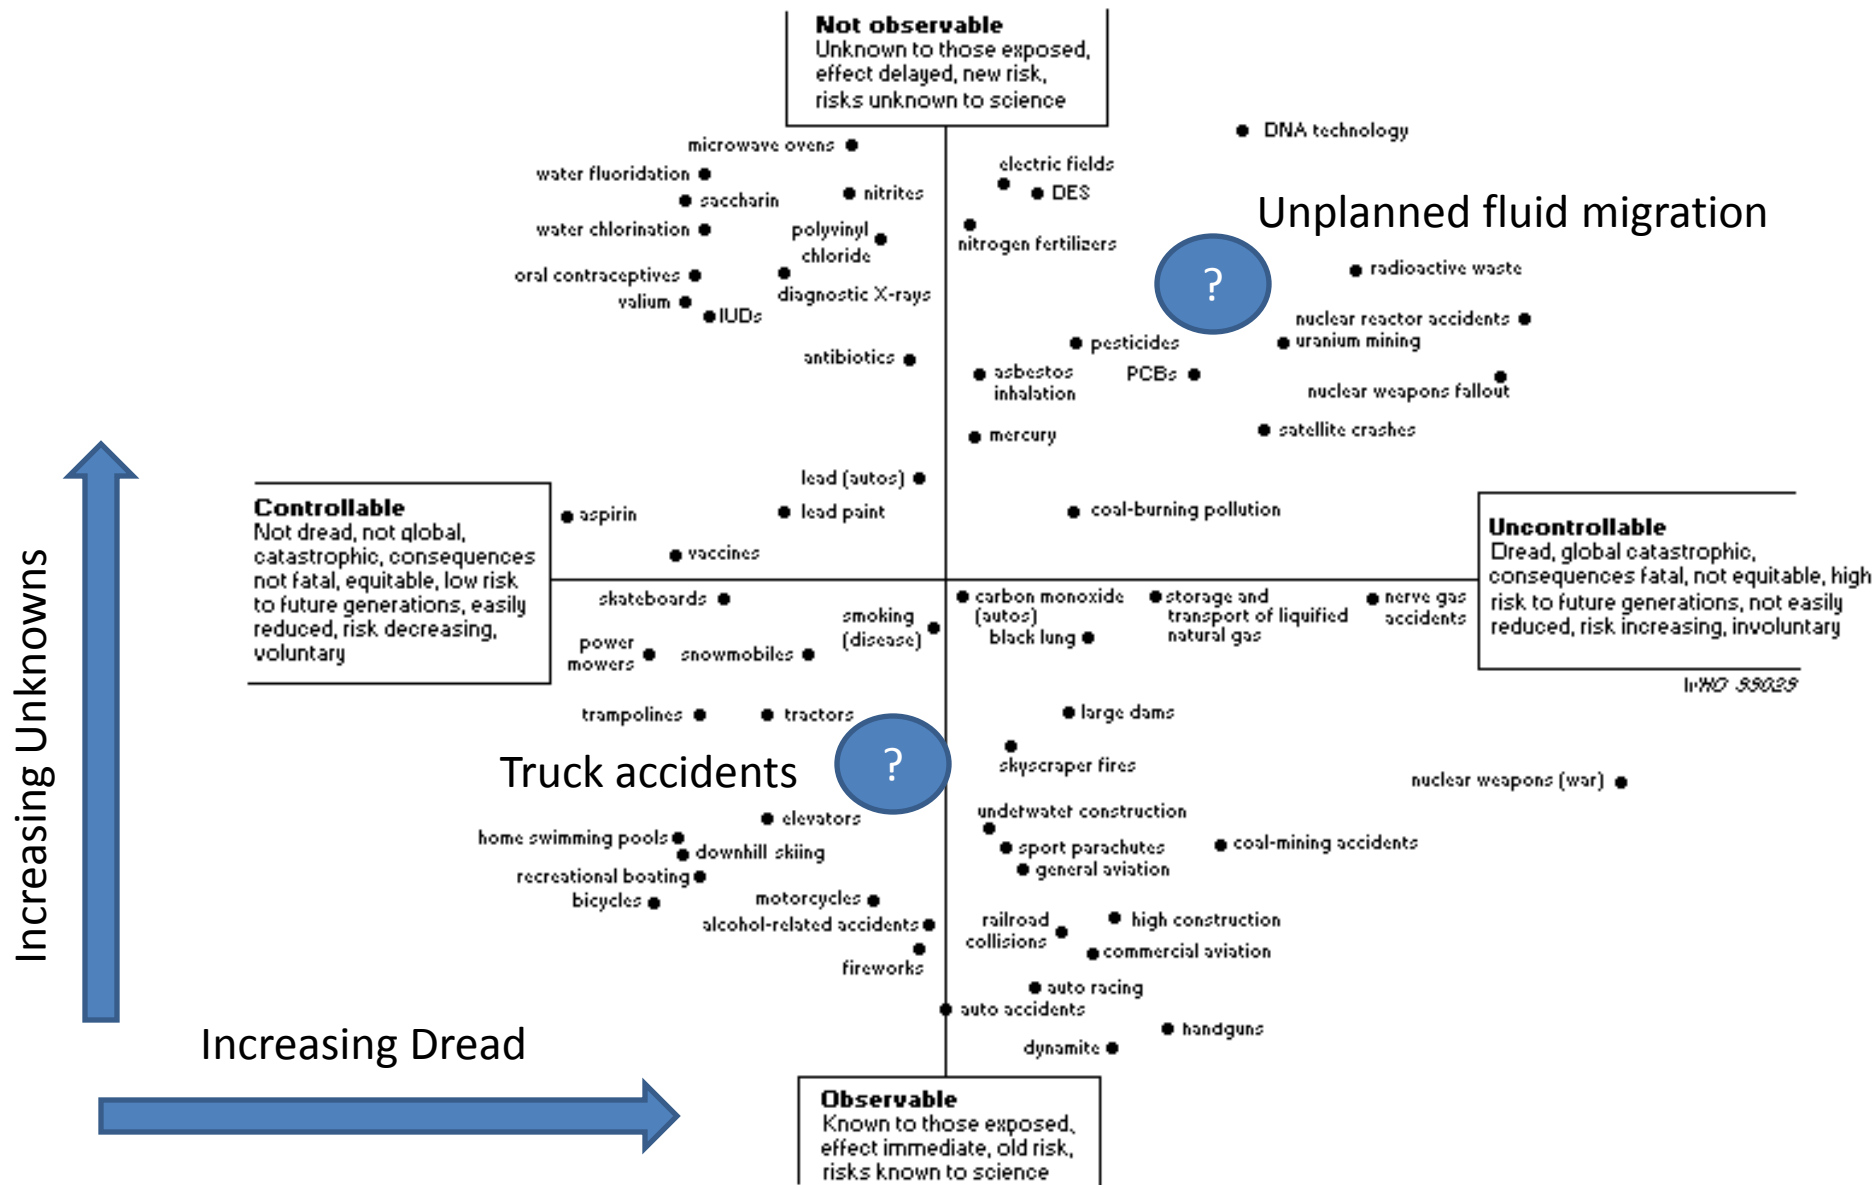 Not observable
Unknown to those exposed,
effect delayed, new risk,
risks unknown to science
DNA technology
microwave ovens
electric fields
water fluoridation
DES
nitrites
saccharin
Unplanned fluid migration
water chlorination
polyvinyl
chloride
nitrogen fertilizers
?
radioactive waste
oral contraceptives
diagnostic X-rays
valium
IUDs
nuclear reactor accidents
uranium mining
pesticides
antibiotics
asbestos
inhalation
PCBs
nuclear weapons fallout
mercury
satellite crashes
lead (autos)
lead paint
aspirin
coal-burning pollution
vaccines
Controllable
Not dread, not global,
catastrophic, consequences
not fatal, equitable, low risk
to future generations, easily
reduced, risk decreasing,
voluntary
Uncontrollable
Dread, global catastrophic,
consequences fatal, not equitable, high
risk to future generations, not easily
reduced, risk increasing, involuntary
skateboards
smoking
(disease)
carbon monoxide
(autos)
black lung
storage and
transport of liquified
natural gas
nerve gas
accidents
power
mowers
snowmobiles
trampolines
tractors
large dams
Truck accidents
?
skyscraper fires
nuclear weapons (war)
elevators
underwater construction
home swimming pools
downhill skiing
sport parachutes
coal-mining accidents
general aviation
recreational boating
bicycles
motorcycles
alcohol-related accidents
railroad
collisions
high construction
commercial aviation
fireworks
auto racing
auto accidents
handguns
dynamite
Increasing Unknowns
Increasing Dread
Observable
Known to those exposed,
effect immediate, old risk,
risks known to science